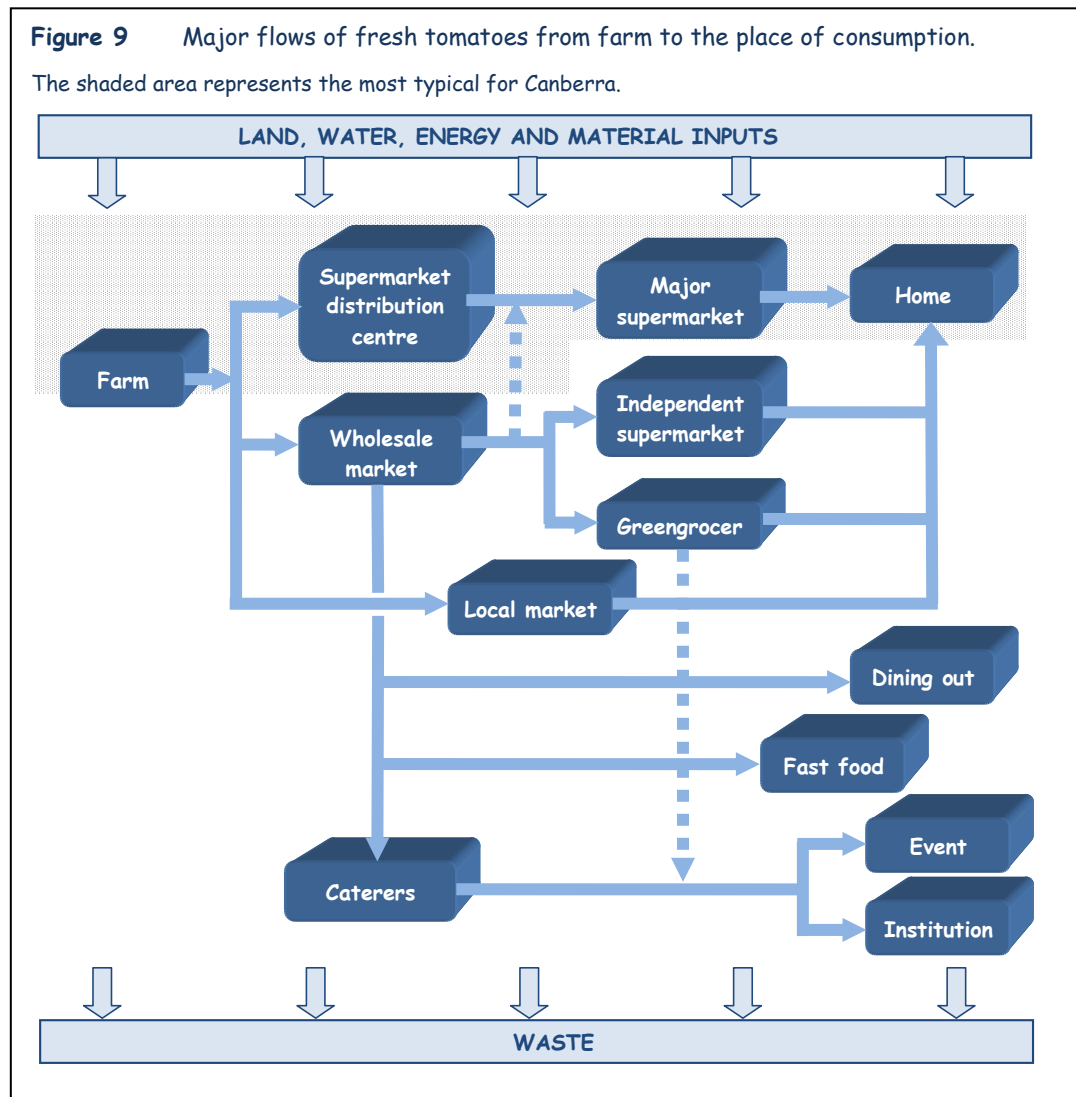 Figure 9 Major flows of fresh tomatoes from farm to the place of consumption.
The shaded area represents the most typical for Canberra.
LAND, WATER, ENERGY AND MATERIAL INPUTS
Supermarket
distribution
centre
Major
supermarket
Home
Farm
Wholesale
market
Independent
supermarket
Greengrocer
Local market
Dining out
Fast food
Event
Caterers
Institution
WASTE